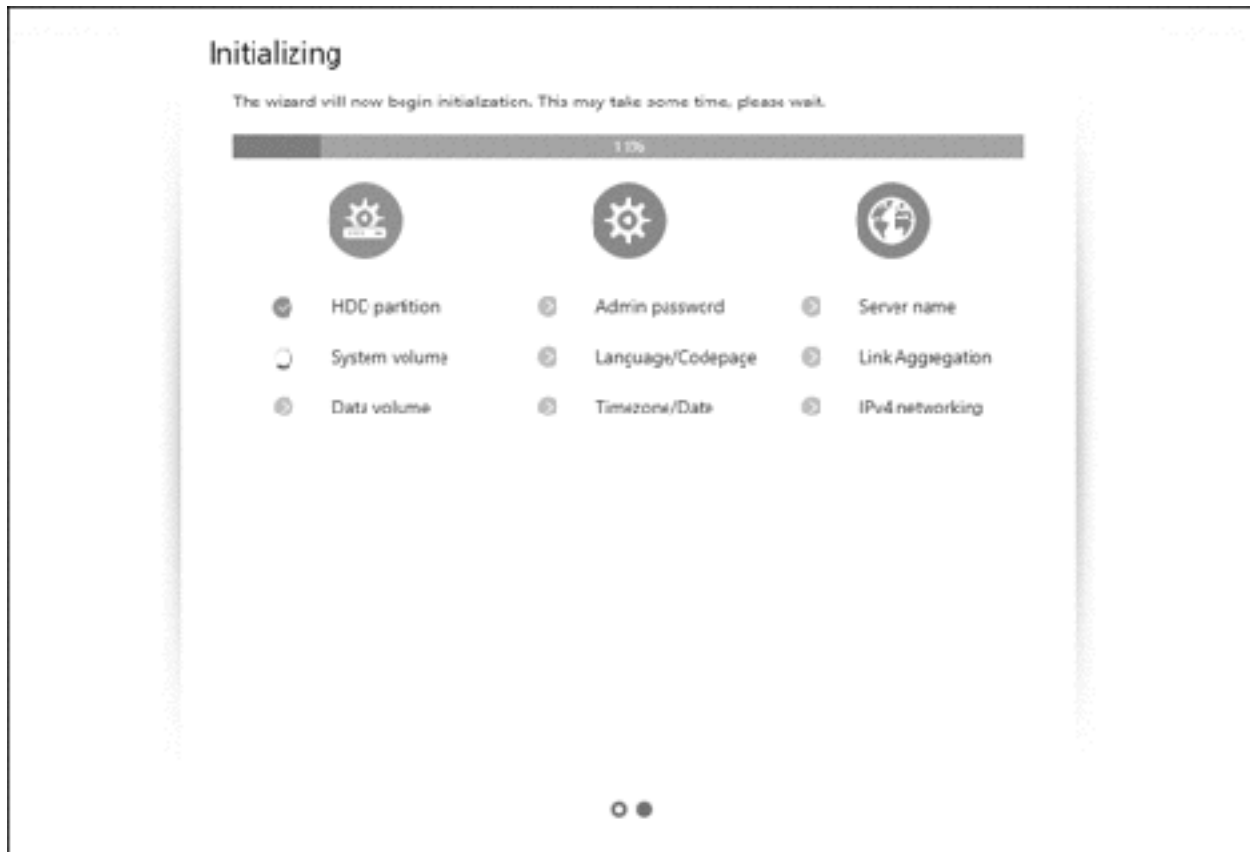 Initializing
The wizard will now begin initialization. This may take some time, please wait.
11%
HDD partition
Admin password
Server name
System volume
Language/Codepage
Link Aggregation
Data volume
Timezone/Date
IPv4 networking